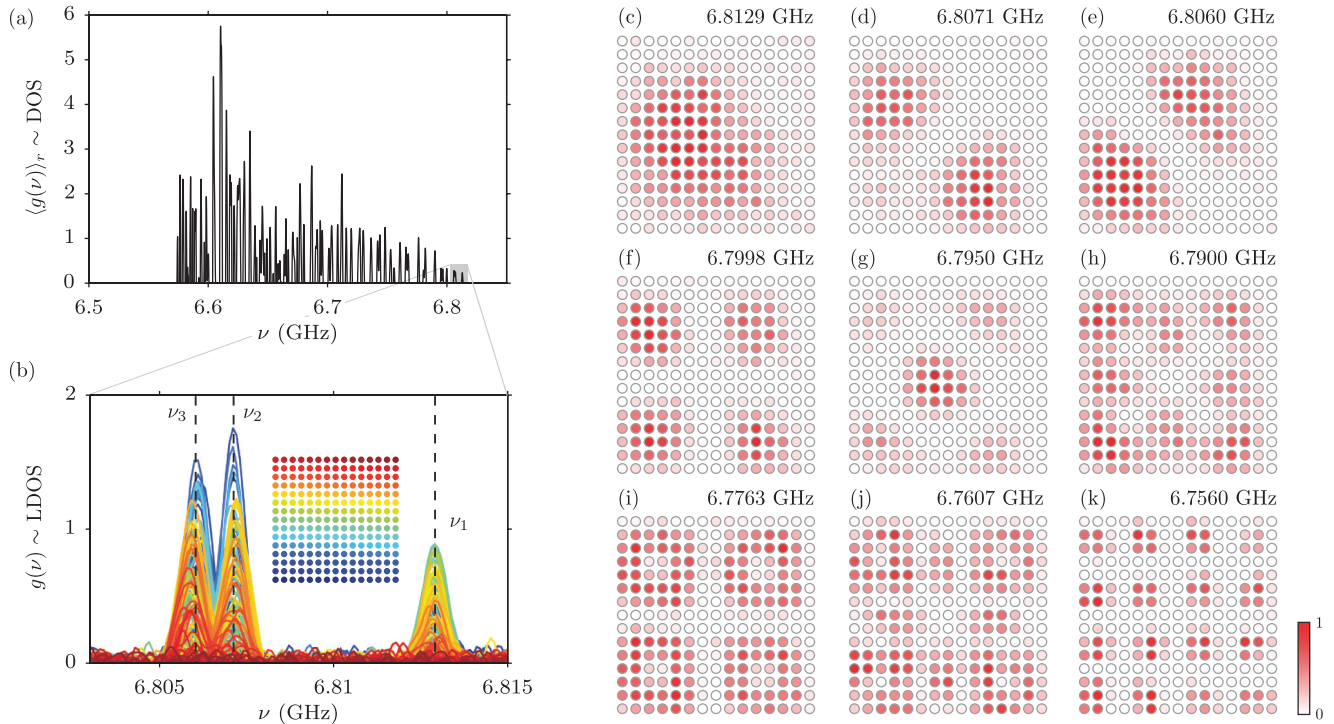 (a)
6
5
4
3
2
1
0
⟨g(ν)⟩r ∼ DOS
6.5
6.6
6.7
6.8
ν (GHz)
(b)
2
1
0
g(ν) ∼ LDOS
ν3
ν2
ν1
6.805
6.81
6.815
ν (GHz)
(c) 6.8129 GHz
(d) 6.8071 GHz
(e) 6.8060 GHz
(f) 6.7998 GHz
(g) 6.7950 GHz
(h) 6.7900 GHz
(i) 6.7763 GHz
(j) 6.7607 GHz
(k) 6.7560 GHz
1
0